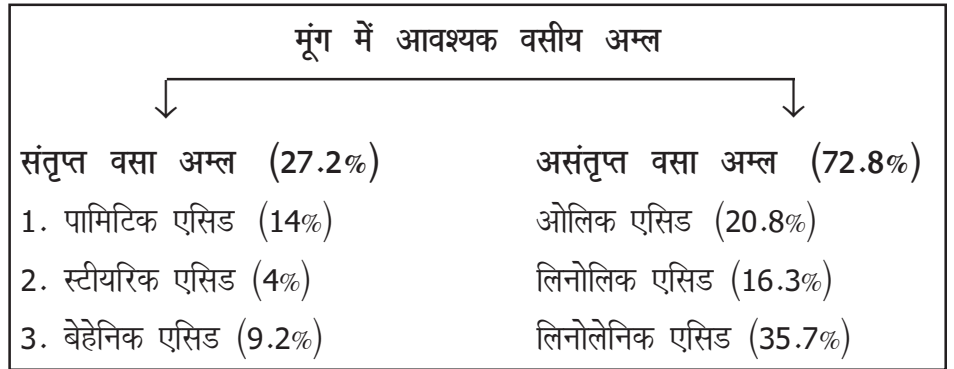 मूंग में आवश्यक वसीय अम्ल
संतृप्त वसा अम्ल (27.2%)
1. पामिटिक एसिड (14%)
2. स्टीयरिक एसिड (4%)
3. बेहेनिक एसिड (9.2%)
असंतृप्त वसा अम्ल (72.8%)
ओलिक एसिड (20.8%)
लिनोलिक एसिड (16.3%)
लिनोलेनिक एसिड (35.7%)